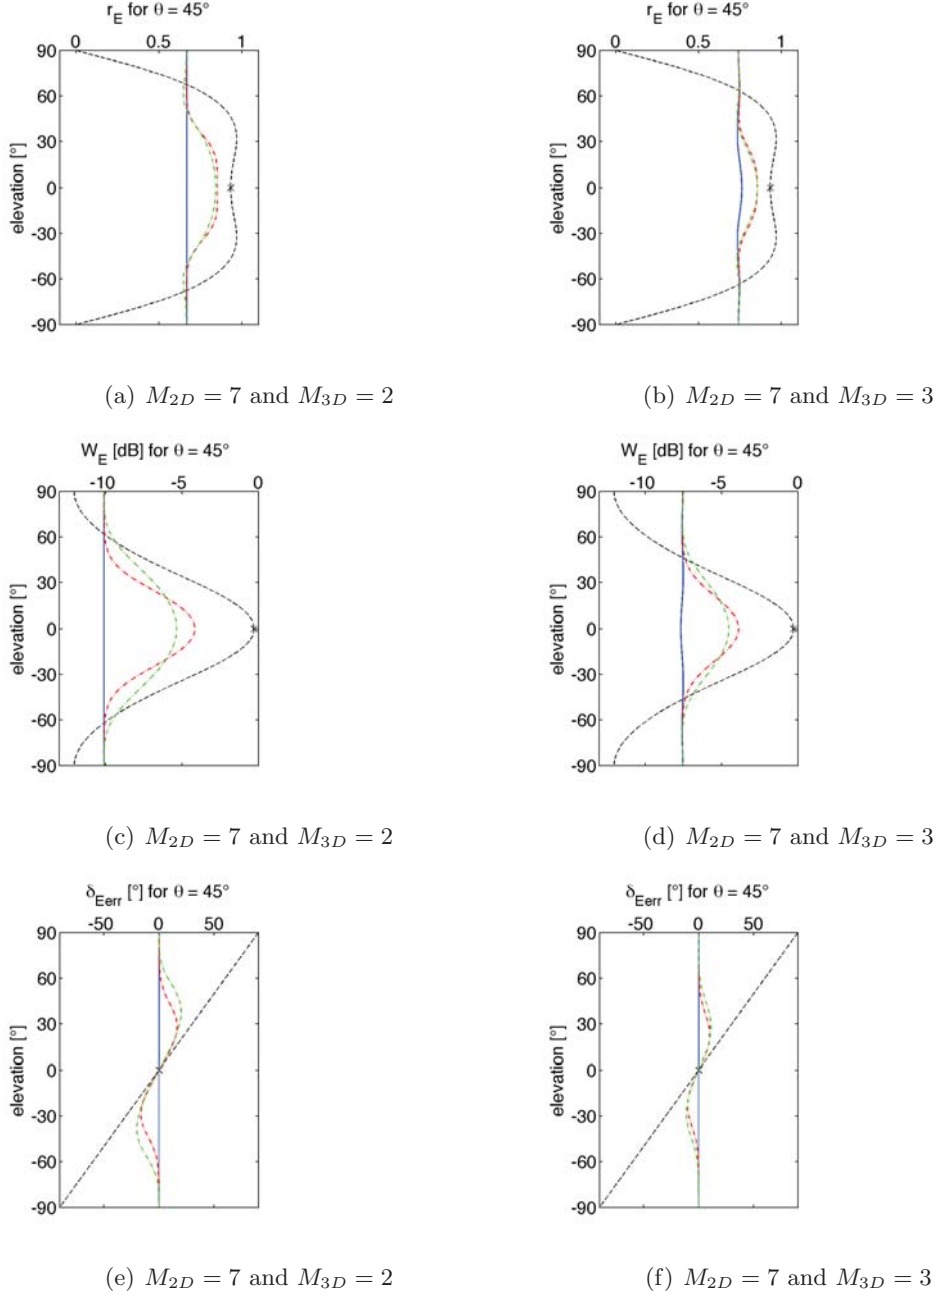 r_E for θ = 45°
r_E for θ = 45°
0 0.5 1
0 0.5 1
90
60
30
0
-30
-60
-90
elevation [°]
90
60
30
0
-30
-60
-90
elevation [°]
(a) M_2D = 7 and M_3D = 2
(b) M_2D = 7 and M_3D = 3
W_E [dB] for θ = 45°
W_E [dB] for θ = 45°
-10 -5 0
-10 -5 0
90
60
30
0
-30
-60
-90
elevation [°]
90
60
30
0
-30
-60
-90
elevation [°]
(c) M_2D = 7 and M_3D = 2
(d) M_2D = 7 and M_3D = 3
δ_Eerr [°] for θ = 45°
δ_Eerr [°] for θ = 45°
-50 0 50
-50 0 50
90
60
30
0
-30
-60
-90
elevation [°]
90
60
30
0
-30
-60
-90
elevation [°]
(e) M_2D = 7 and M_3D = 2
(f) M_2D = 7 and M_3D = 3